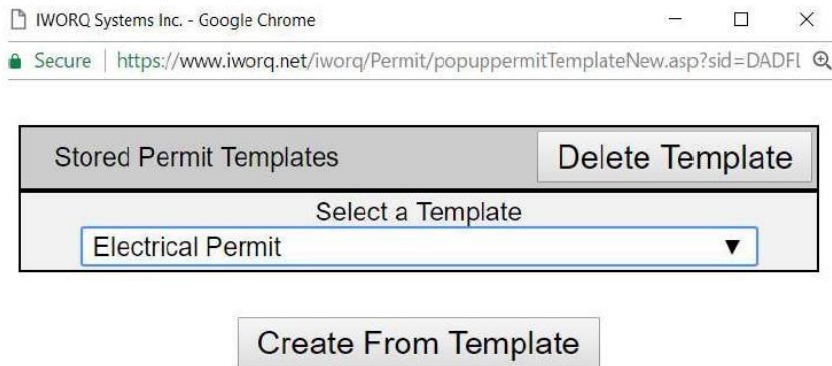 IWORQ Systems Inc. - Google Chrome
Secure | https://www.iworq.net/iworq/Permit/popuppermitTemplateNew.asp?sid=DADFL
Stored Permit Templates Delete Template
Select a Template
Electrical Permit
Create From Template